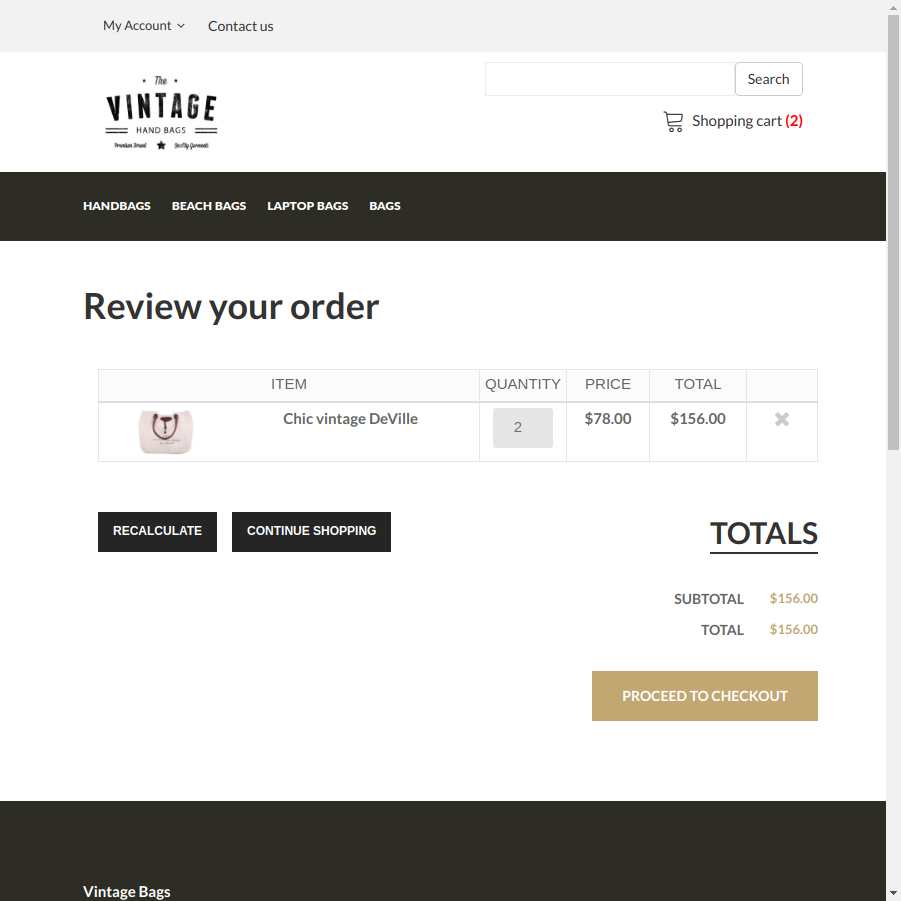 My Account
Contact us
The
VINTAGE
HAND BAGS
Premium Brand
Quality Garments
Search
Shopping cart (2)
HANDBAGS BEACH BAGS LAPTOP BAGS BAGS
Review your order
ITEM QUANTITY PRICE TOTAL
Chic vintage DeVille 2 $78.00 $156.00
RECALCULATE CONTINUE SHOPPING
TOTALS
SUBTOTAL $156.00
TOTAL $156.00
PROCEED TO CHECKOUT
Vintage Bags